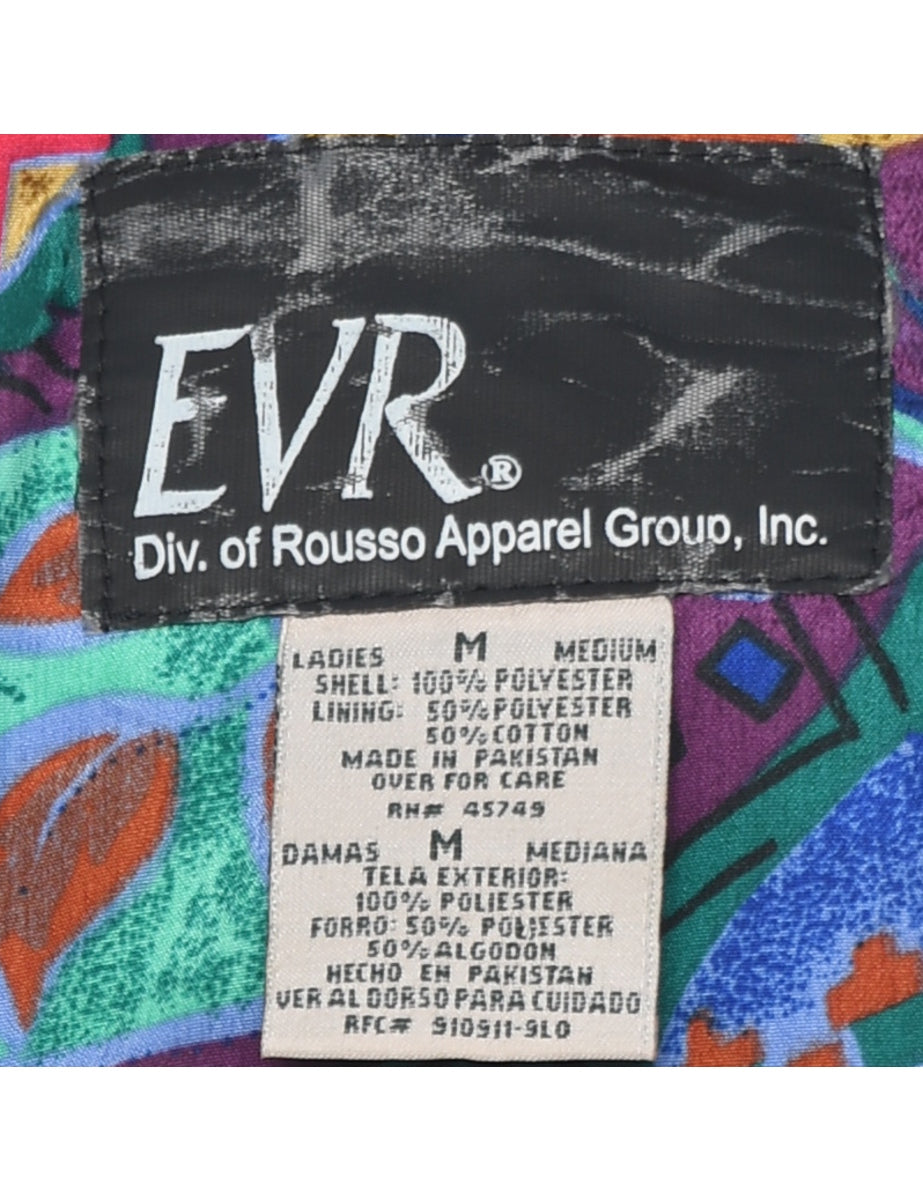 EVR®
Div. of Rousso Apparel Group, Inc.
LADIES M MEDIUM
SHELL: 100% POLYESTER
LINING: 50% POLYESTER
50% COTTON
MADE IN PAKISTAN
OVER FOR CARE
RN# 45749
DAMAS M MEDIANA
TELA EXTERIOR:
100% POLIESTER
FORRO: 50% POLIESTER
50% ALGODON
HECHO EN PAKISTAN
VER AL DORSO PARA CUIDADO
RFC# 910911-9L0